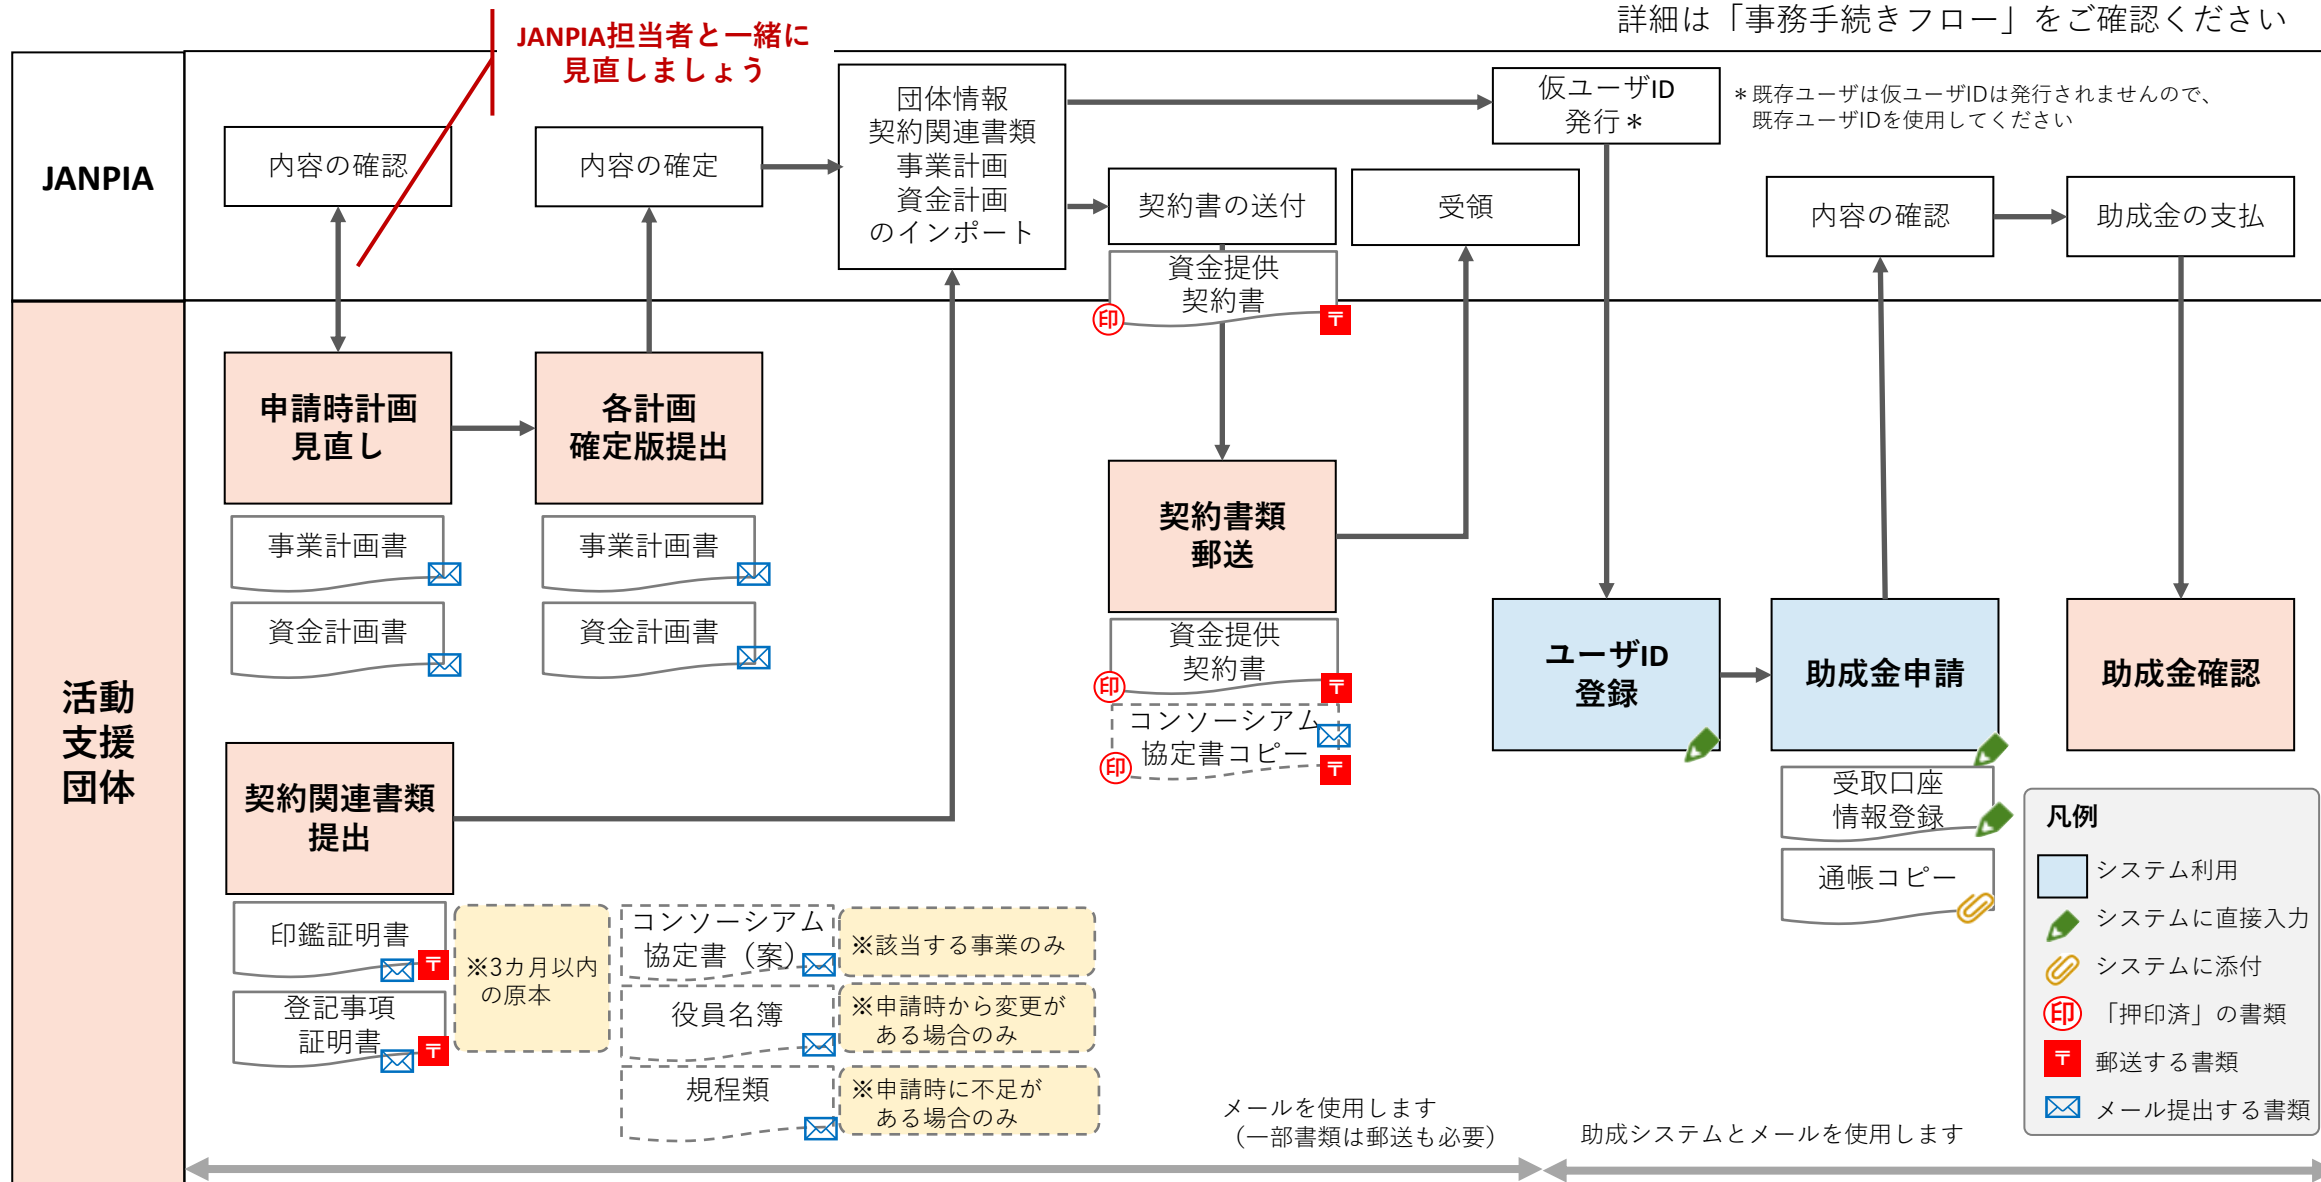 詳細は「事務手続きフロー」をご確認ください
JANPIA担当者と一緒に
見直しましょう
JANPIA
内容の確認
内容の確定
団体情報
契約関連書類
事業計画
資金計画
のインポート
仮ユーザID
発行＊
＊既存ユーザは仮ユーザIDは発行されませんので、
既存ユーザIDを使用してください
契約書の送付
資金提供
契約書
印
〒
受領
内容の確認
助成金の支払
活動
支援
団体
申請時計画
見直し
事業計画書
資金計画書
各計画
確定版提出
事業計画書
資金計画書
契約書類
郵送
資金提供
契約書
印
〒
コンソーシアム
協定書コピー
印
〒
ユーザID
登録
助成金申請
受取口座
情報登録
通帳コピー
助成金確認
契約関連書類
提出
印鑑証明書
〒
登記事項
証明書
〒
※3カ月以内
の原本
コンソーシアム
協定書（案）
※該当する事業のみ
役員名簿
※申請時から変更が
ある場合のみ
規程類
※申請時に不足が
ある場合のみ
凡例
システム利用
システムに直接入力
システムに添付
印
「押印済」の書類
〒
郵送する書類
メール提出する書類
メールを使用します
（一部書類は郵送も必要）
助成システムとメールを使用します